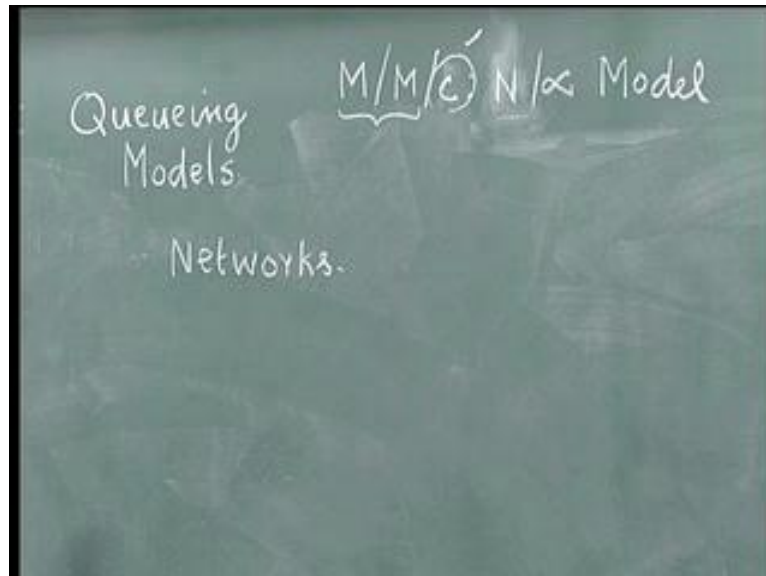 M/M/c/ N/∝ Model
Queueing
Models
Networks.